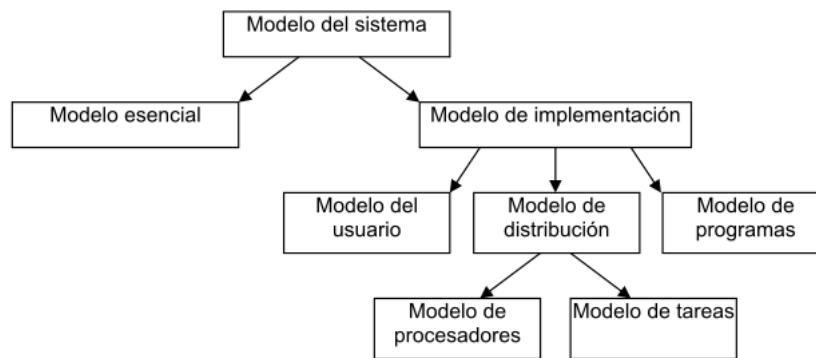 Modelo del sistema
Modelo esencial
Modelo de implementación
Modelo del
usuario
Modelo de
distribución
Modelo de
programas
Modelo de
procesadores
Modelo de tareas